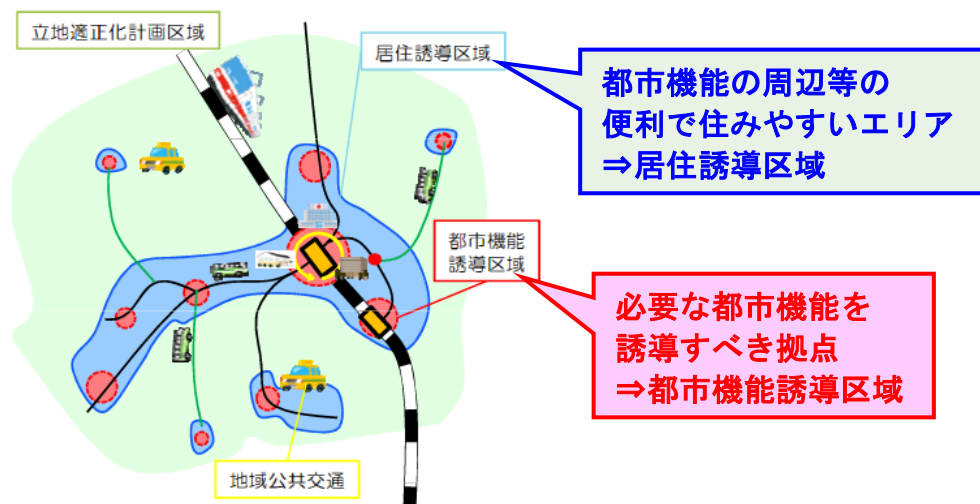 立地適正化計画区域
居住誘導区域
都市機能の周辺等の
便利で住みやすいエリア
⇒居住誘導区域
都市機能
誘導区域
必要な都市機能を
誘導すべき拠点
⇒都市機能誘導区域
地域公共交通